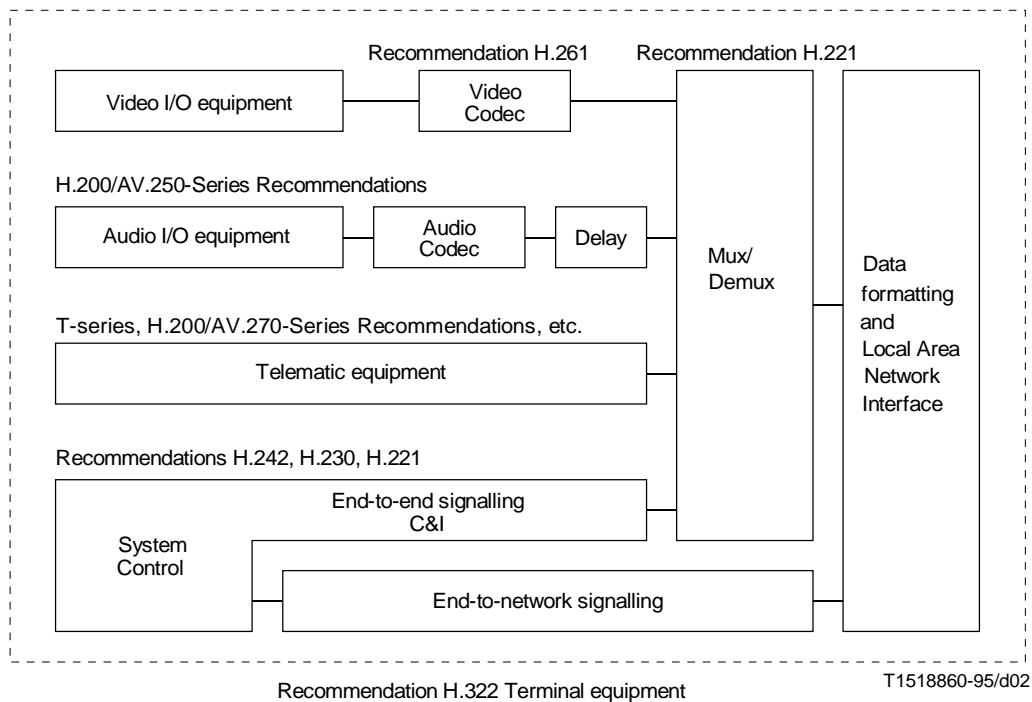 Recommendation H.261
Recommendation H.221
Video I/O equipment
Video
Codec
H.200/AV.250-Series Recommendations
Audio I/O equipment
Audio
Codec
Delay
Mux/
Demux
Data
formatting
and
Local Area
Network
Interface
T-series, H.200/AV.270-Series Recommendations, etc.
Telematic equipment
Recommendations H.242, H.230, H.221
End-to-end signalling
C&I
System
Control
End-to-network signalling
T1518860-95/d02
Recommendation H.322 Terminal equipment